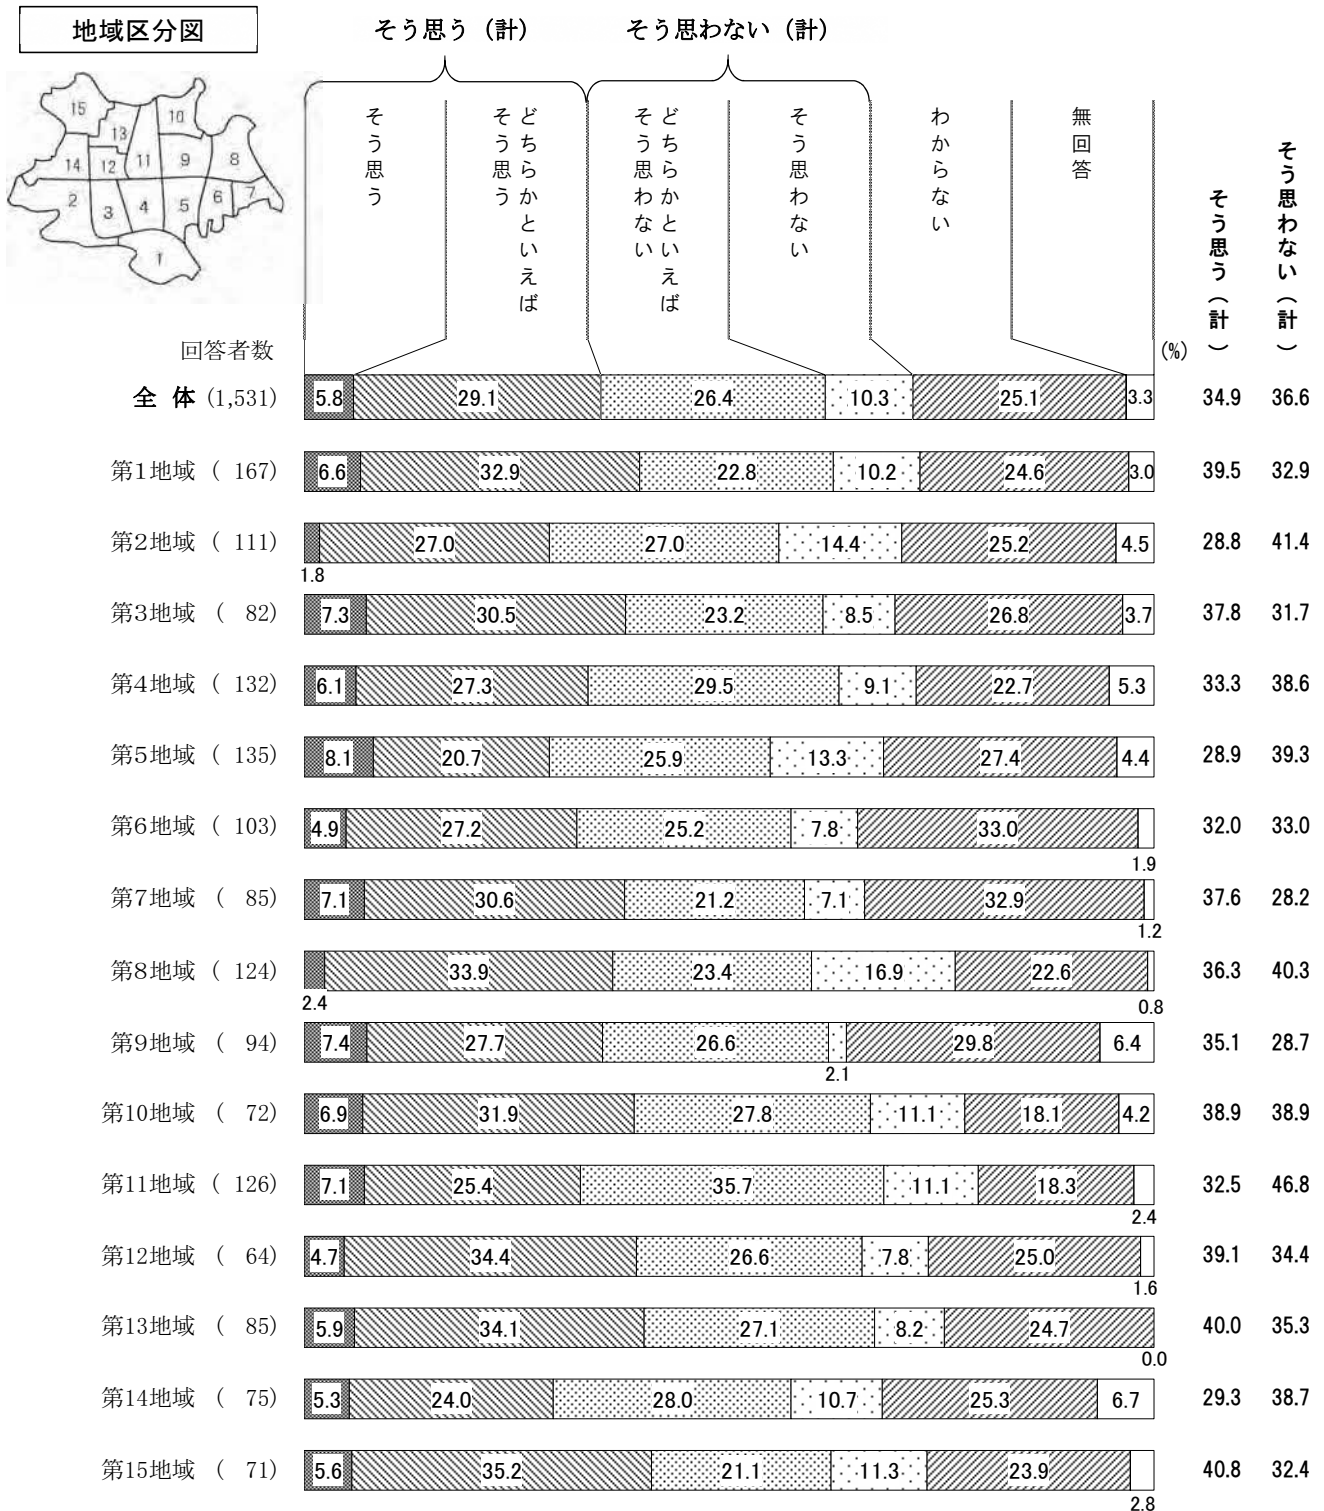 地域区分図
そう思う（計）
そう思わない（計）
そう思う
どちらかといえば
そう思う
どちらかといえば
そう思わない
そう思わない
わからない
無回答
そう思う（計）
そう思わない（計）
15
10
13
14
12
11
9
8
2
3
4
5
6
7
1
回答者数
(%)
全 体 (1,531) 5.8 29.1 26.4 10.3 25.1 3.3 34.9 36.6
第1地域 ( 167) 6.6 32.9 22.8 10.2 24.6 3.0 39.5 32.9
第2地域 ( 111) 1.8 27.0 27.0 14.4 25.2 4.5 28.8 41.4
第3地域 ( 82) 7.3 30.5 23.2 8.5 26.8 3.7 37.8 31.7
第4地域 ( 132) 6.1 27.3 29.5 9.1 22.7 5.3 33.3 38.6
第5地域 ( 135) 8.1 20.7 25.9 13.3 27.4 4.4 28.9 39.3
第6地域 ( 103) 4.9 27.2 25.2 7.8 33.0 1.9 32.0 33.0
第7地域 ( 85) 7.1 30.6 21.2 7.1 32.9 1.2 37.6 28.2
第8地域 ( 124) 2.4 33.9 23.4 16.9 22.6 0.8 36.3 40.3
第9地域 ( 94) 7.4 27.7 26.6 2.1 29.8 6.4 35.1 28.7
第10地域 ( 72) 6.9 31.9 27.8 11.1 18.1 4.2 38.9 38.9
第11地域 ( 126) 7.1 25.4 35.7 11.1 18.3 2.4 32.5 46.8
第12地域 ( 64) 4.7 34.4 26.6 7.8 25.0 1.6 39.1 34.4
第13地域 ( 85) 5.9 34.1 27.1 8.2 24.7 0.0 40.0 35.3
第14地域 ( 75) 5.3 24.0 28.0 10.7 25.3 6.7 29.3 38.7
第15地域 ( 71) 5.6 35.2 21.1 11.3 23.9 2.8 40.8 32.4